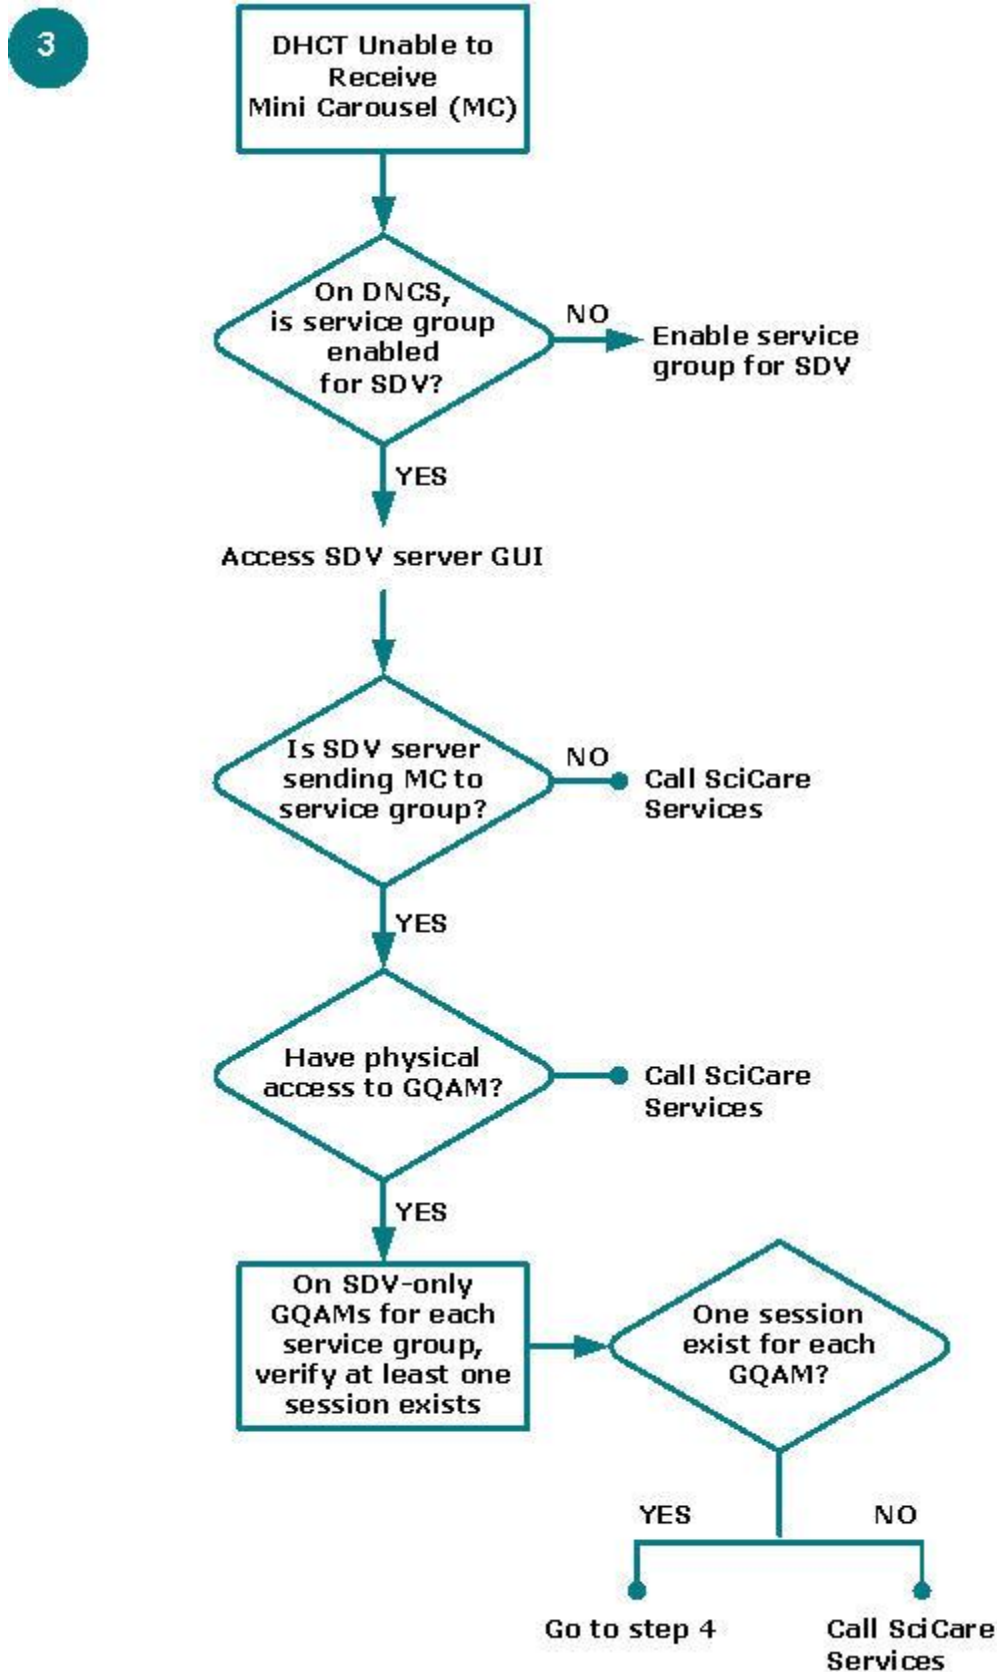 3
DHCT Unable to
Receive
Mini Carousel (MC)
On DNCS,
is service group
enabled
for SDV?
NO
Enable service
group for SDV
YES
Access SDV server GUI
Is SDV server
sending MC to
service group?
NO
Call SciCare
Services
YES
Have physical
access to GQAM?
Call SciCare
Services
YES
On SDV-only
GQAMs for each
service group,
verify at least one
session exists
One session
exist for each
GQAM?
YES
NO
Go to step 4
Call SciCare
Services